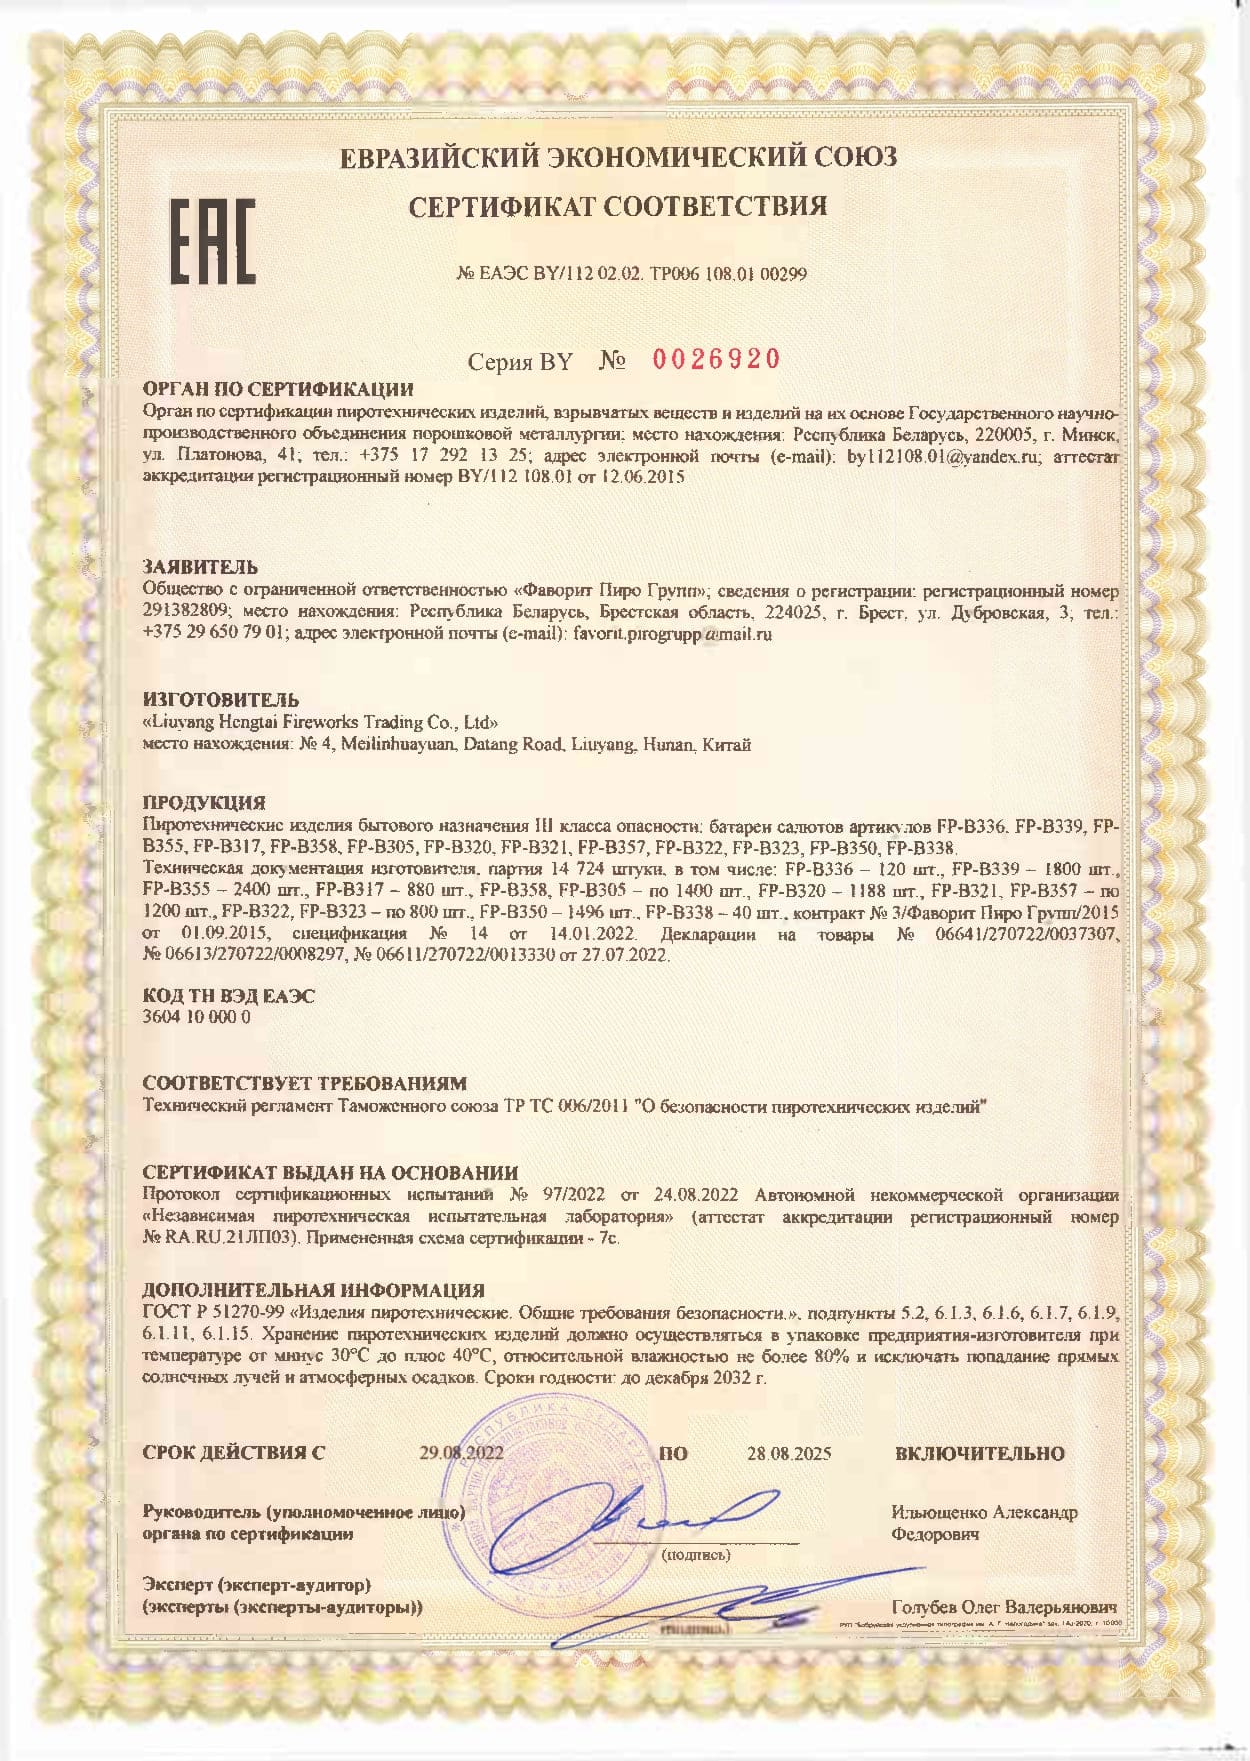 ЕВРАЗИЙСКИЙ ЭКОНОМИЧЕСКИЙ СОЮЗ
EAC
СЕРТИФИКАТ СООТВЕТСТВИЯ
№ ЕАЭС BY/112 02.02. ТР006 108.01 00299
Серия BY № 0026920
ОРГАН ПО СЕРТИФИКАЦИИ
Орган по сертификации пиротехнических изделий, взрывчатых веществ и изделий на их основе Государственного научно-
производственного объединения порошковой металлургии; место нахождения: Республика Беларусь, 220005, г. Минск,
ул. Платонова, 41; тел.: +375 17 292 13 25; адрес электронной почты (e-mail): by112108.01@yandex.ru; аттестат
аккредитации регистрационный номер BY/112 108.01 от 12.06.2015
ЗАЯВИТЕЛЬ
Общество с ограниченной ответственностью «Фаворит Пиро Групп»; сведения о регистрации: регистрационный номер
291382809; место нахождения: Республика Беларусь, Брестская область, 224025, г. Брест, ул. Дубровская, 3; тел.:
+375 29 650 79 01; адрес электронной почты (e-mail): favorit.pirogrupp@mail.ru
ИЗГОТОВИТЕЛЬ
«Liuyang Hengtai Fireworks Trading Co., Ltd»
место нахождения: № 4, Meilinhuayuan, Datang Road, Liuyang, Hunan, Китай
ПРОДУКЦИЯ
Пиротехнические изделия бытового назначения III класса опасности: батареи салютов артикулов FP-B336, FP-B339, FP-
B355, FP-B317, FP-B358, FP-B305, FP-B320, FP-B321, FP-B357, FP-B322, FP-B323, FP-B350, FP-B338.
Техническая документация изготовителя, партия 14 724 штуки, в том числе: FP-B336 – 120 шт., FP-B339 – 1800 шт.,
FP-B355 – 2400 шт., FP-B317 – 880 шт., FP-B358, FP-B305 – по 1400 шт., FP-B320 – 1188 шт., FP-B321, FP-B357 – по
1200 шт., FP-B322, FP-B323 – по 800 шт., FP-B350 – 1496 шт., FP-B338 – 40 шт., контракт № 3/Фаворит Пиро Групп/2015
от 01.09.2015, спецификация № 14 от 14.01.2022. Декларации на товары № 06641/270722/0037307,
№ 06613/270722/0008297, № 06611/270722/0013330 от 27.07.2022.
КОД ТН ВЭД ЕАЭС
3604 10 000 0
СООТВЕТСТВУЕТ ТРЕБОВАНИЯМ
Технический регламент Таможенного союза ТР ТС 006/2011 "О безопасности пиротехнических изделий"
СЕРТИФИКАТ ВЫДАН НА ОСНОВАНИИ
Протокол сертификационных испытаний № 97/2022 от 24.08.2022 Автономной некоммерческой организации
«Независимая пиротехническая испытательная лаборатория» (аттестат аккредитации регистрационный номер
№ RA.RU.21ЛП03). Примененная схема сертификации - 7с.
ДОПОЛНИТЕЛЬНАЯ ИНФОРМАЦИЯ
ГОСТ Р 51270-99 «Изделия пиротехнические. Общие требования безопасности.», подпункты 5.2, 6.1.3, 6.1.6, 6.1.7, 6.1.9,
6.1.11, 6.1.15. Хранение пиротехнических изделий должно осуществляться в упаковке предприятия-изготовителя при
температуре от минус 30°С до плюс 40°С, относительной влажностью не более 80% и исключать попадание прямых
солнечных лучей и атмосферных осадков. Сроки годности: до декабря 2032 г.
СРОК ДЕЙСТВИЯ С 29.08.2022 ПО 28.08.2025 ВКЛЮЧИТЕЛЬНО
РЕСПУБЛИКА БЕЛАРУСЬ
Руководитель (уполномоченное лицо) Ильющенко Александр
органа по сертификации Федорович
(подпись)
Эксперт (эксперт-аудитор)
(эксперты (эксперты-аудиторы)) Голубев Олег Валерьянович
(подпись)